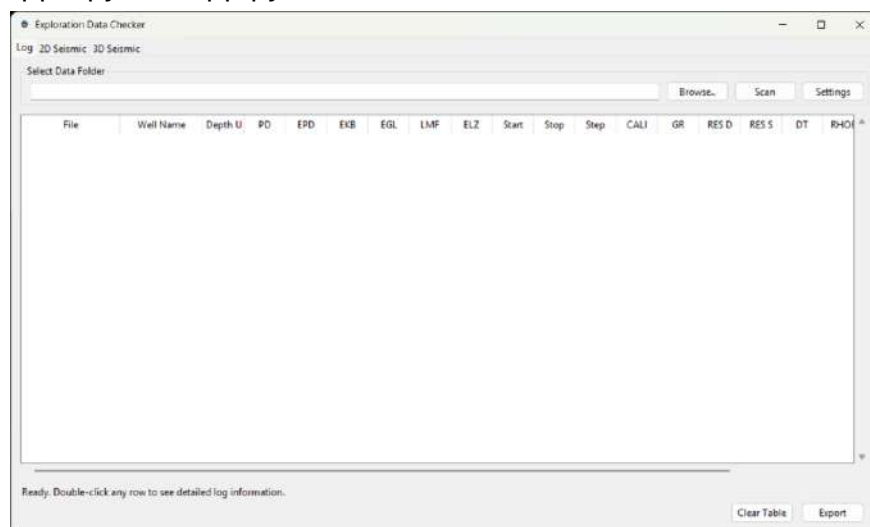 Exploration Data Checker
Log 2D Seismic 3D Seismic
Select Data Folder
Browse.. Scan Settings
File Well Name Depth U PD EPD EKB EGL LMF ELZ Start Stop Step CALI GR RES D RES S DT RHO
Ready. Double-click any row to see detailed log information.
Clear Table Export